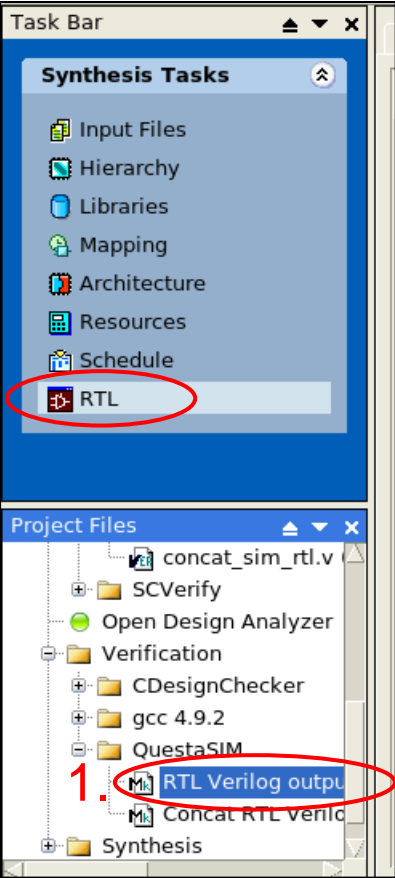 Task Bar
Synthesis Tasks
Input Files
Hierarchy
Libraries
Mapping
Architecture
Resources
Schedule
RTL
Project Files
concat_sim_rtl.v (
SCVerify
Open Design Analyzer
Verification
CDesignChecker
gcc 4.9.2
QuestaSIM
1. RTL Verilog outpu
Concat RTL Verilo
Synthesis